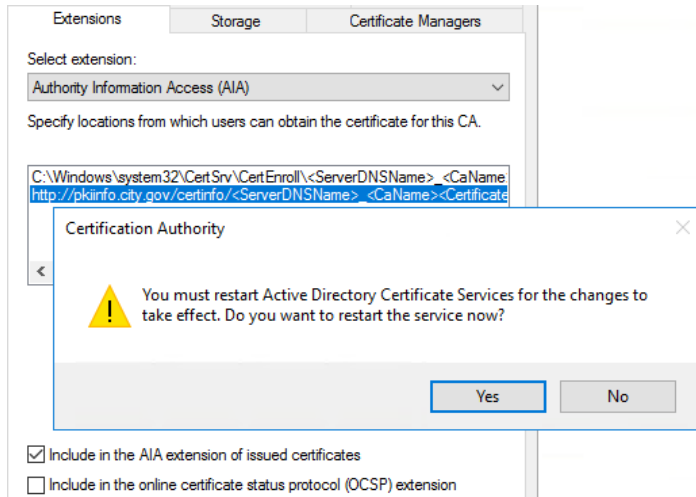 Extensions
Storage
Certificate Managers
Select extension:
Authority Information Access (AIA)
Specify locations from which users can obtain the certificate for this CA.
C:\Windows\system32\CertSrv\CertEnroll\<ServerDNSName>_<CaName
http://pkiinfo.city.gov/certinfo/<ServerDNSName>_<CaName><Certificate
Certification Authority
You must restart Active Directory Certificate Services for the changes to
take effect. Do you want to restart the service now?
Yes
No
Include in the AIA extension of issued certificates
Include in the online certificate status protocol (OCSP) extension